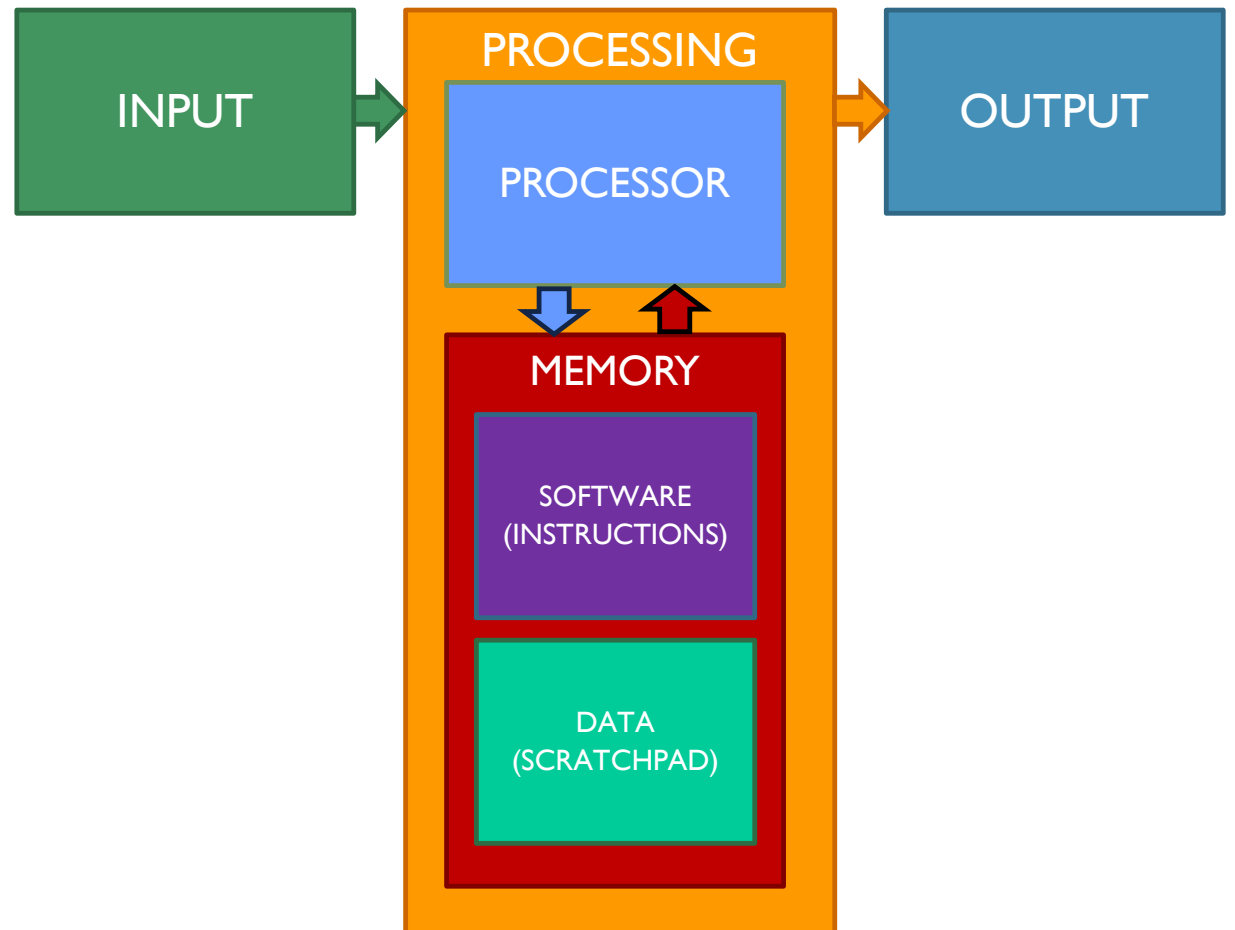 INPUT
PROCESSING
PROCESSOR
MEMORY
SOFTWARE
(INSTRUCTIONS)
DATA
(SCRATCHPAD)
OUTPUT